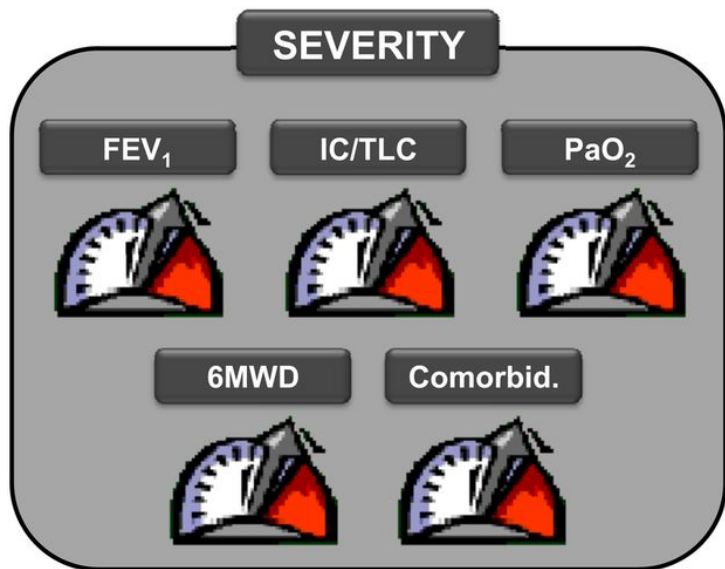 SEVERITY
FEV₁
IC/TLC
PaO₂
6MWD
Comorbid.